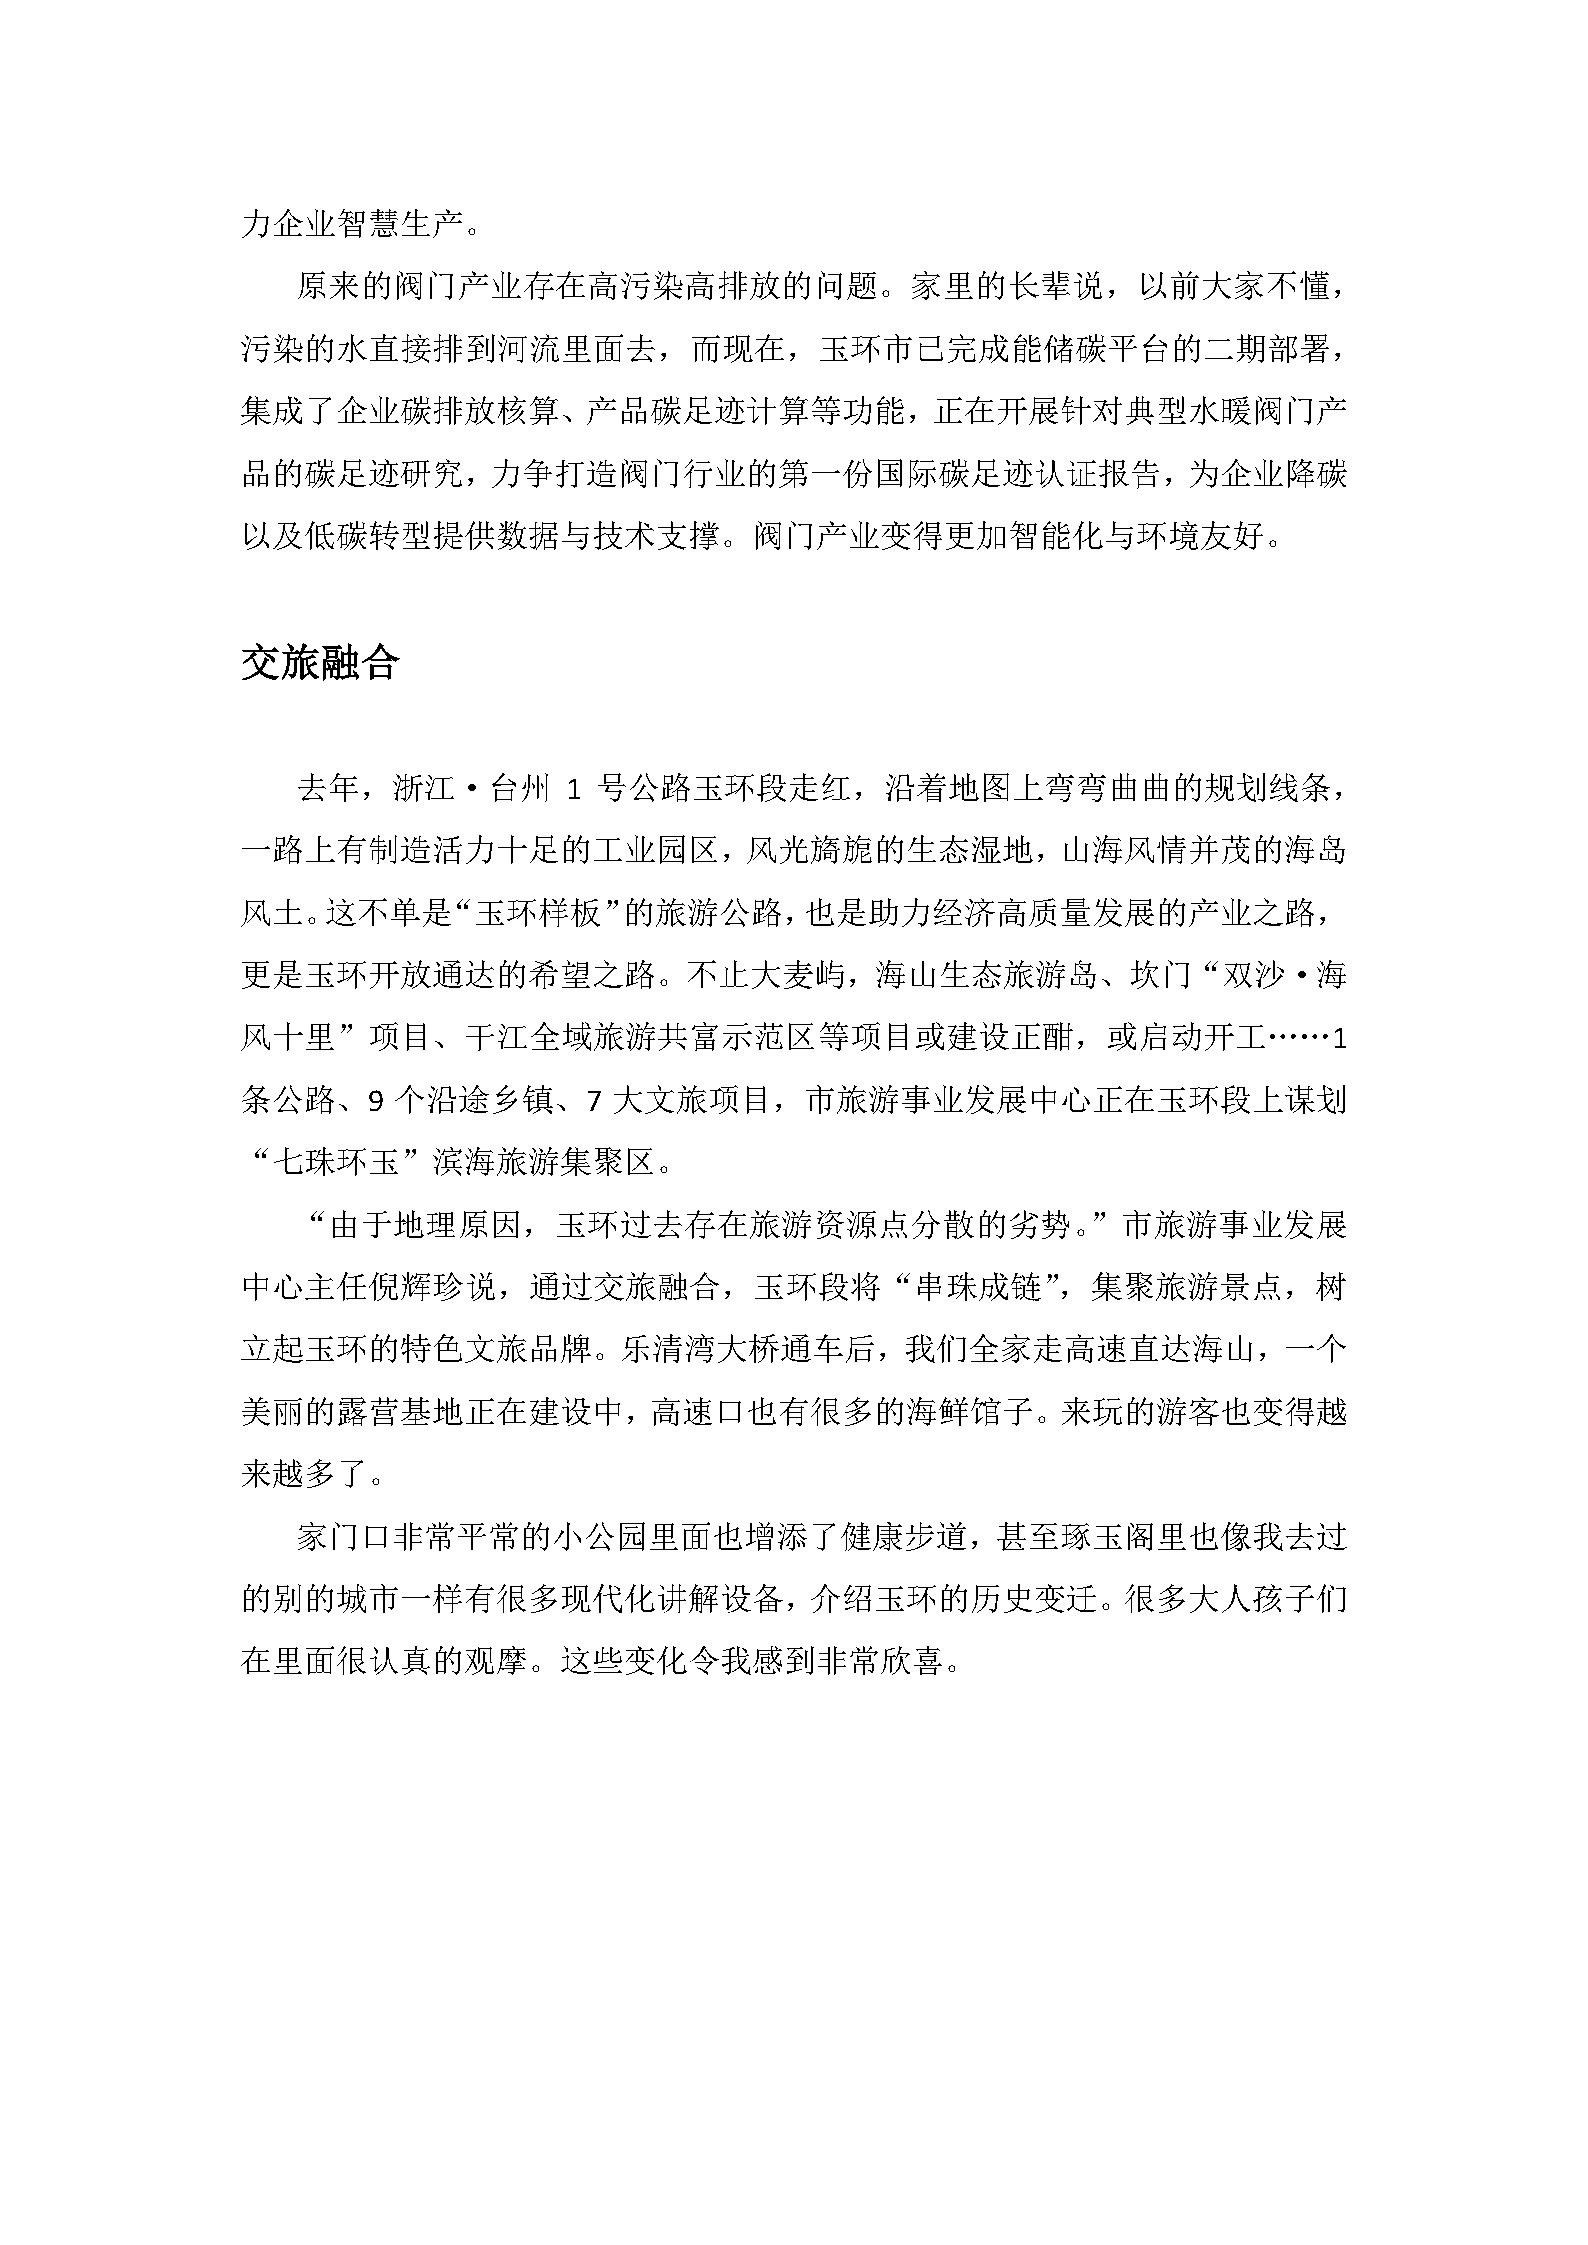 力企业智慧生产。
原来的阀门产业存在高污染高排放的问题。家里的长辈说，以前大家不懂，
污染的水直接排到河流里面去，而现在，玉环市已完成能储碳平台的二期部署，
集成了企业碳排放核算、产品碳足迹计算等功能，正在开展针对典型水暖阀门产
品的碳足迹研究，力争打造阀门行业的第一份国际碳足迹认证报告，为企业降碳
以及低碳转型提供数据与技术支撑。阀门产业变得更加智能化与环境友好。
交旅融合
去年，浙江·台州 1 号公路玉环段走红，沿着地图上弯弯曲曲的规划线条，
一路上有制造活力十足的工业园区，风光旖旎的生态湿地，山海风情并茂的海岛
风土。这不单是“玉环样板”的旅游公路，也是助力经济高质量发展的产业之路，
更是玉环开放通达的希望之路。不止大麦屿，海山生态旅游岛、坎门“双沙·海
风十里”项目、干江全域旅游共富示范区等项目或建设正酣，或启动开工……1
条公路、9 个沿途乡镇、7 大文旅项目，市旅游事业发展中心正在玉环段上谋划
“七珠环玉”滨海旅游集聚区。
“由于地理原因，玉环过去存在旅游资源点分散的劣势。”市旅游事业发展
中心主任倪辉珍说，通过交旅融合，玉环段将“串珠成链”，集聚旅游景点，树
立起玉环的特色文旅品牌。乐清湾大桥通车后，我们全家走高速直达海山，一个
美丽的露营基地正在建设中，高速口也有很多的海鲜馆子。来玩的游客也变得越
来越多了。
家门口非常平常的小公园里面也增添了健康步道，甚至琢玉阁里也像我去过
的别的城市一样有很多现代化讲解设备，介绍玉环的历史变迁。很多大人孩子们
在里面很认真的观摩。这些变化令我感到非常欣喜。